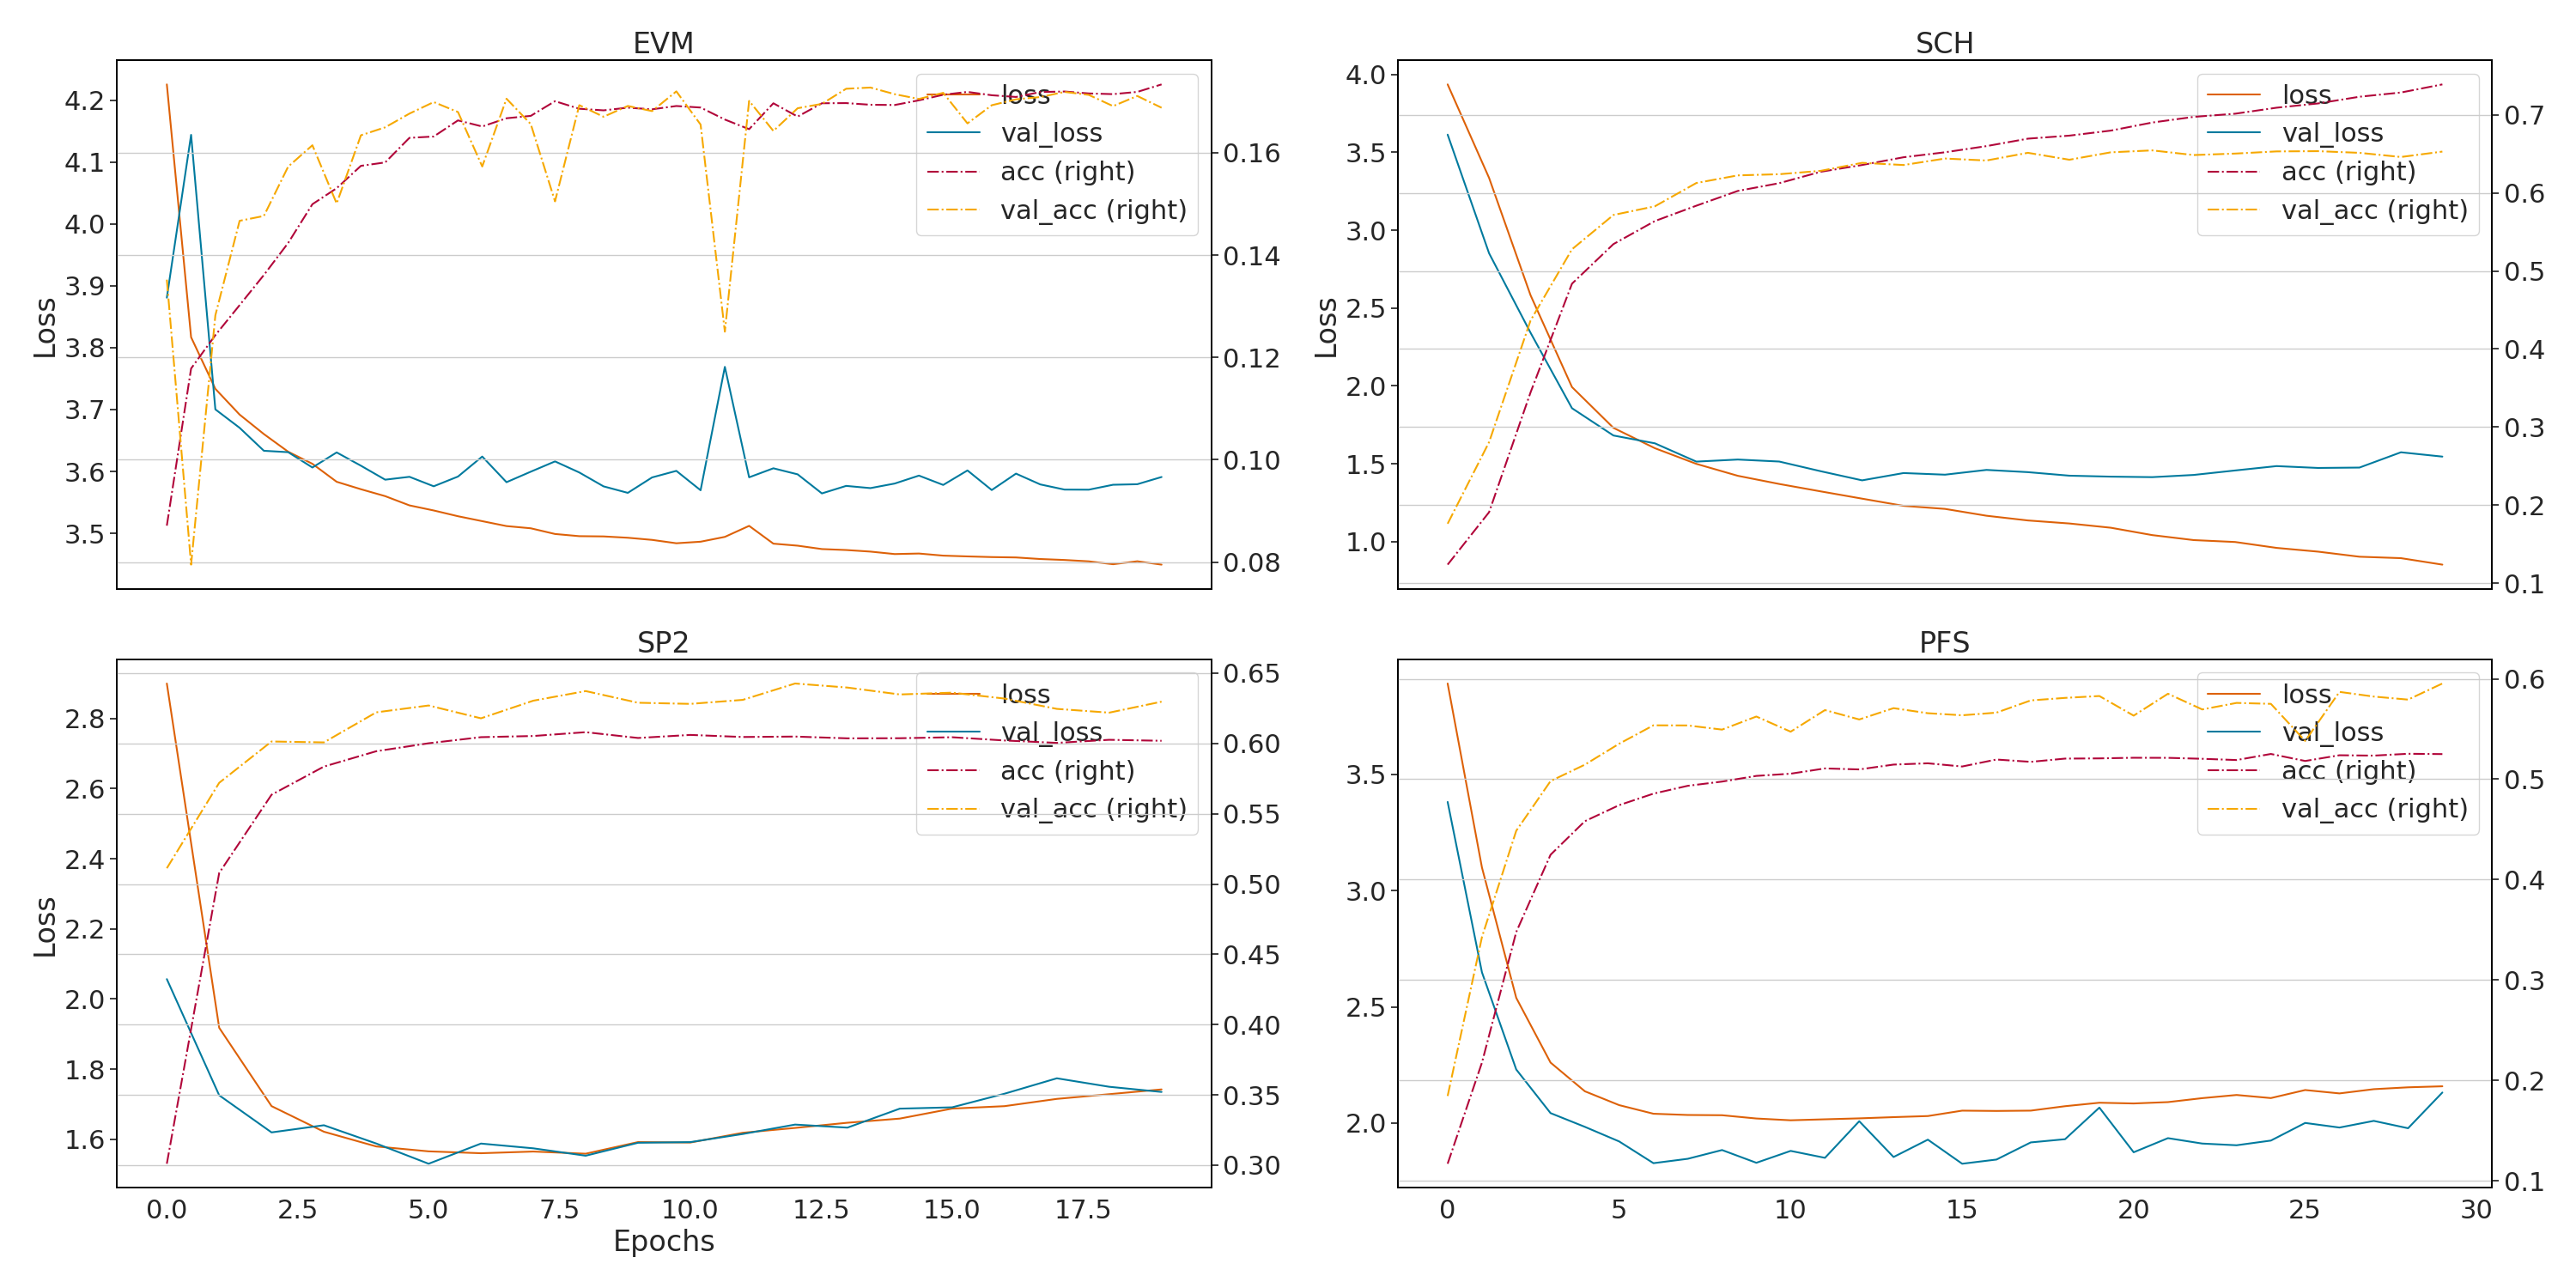 EVM
Loss
4.2
4.1
4.0
3.9
3.8
3.7
3.6
3.5
loss
val_loss
acc (right)
val_acc (right)
0.16
0.14
0.12
0.10
0.08
SCH
Loss
4.0
3.5
3.0
2.5
2.0
1.5
1.0
loss
val_loss
acc (right)
val_acc (right)
0.7
0.6
0.5
0.4
0.3
0.2
0.1
SP2
Loss
2.8
2.6
2.4
2.2
2.0
1.8
1.6
loss
val_loss
acc (right)
val_acc (right)
0.65
0.60
0.55
0.50
0.45
0.40
0.35
0.30
0.0 2.5 5.0 7.5 10.0 12.5 15.0 17.5
Epochs
PFS
3.5
3.0
2.5
2.0
loss
val_loss
acc (right)
val_acc (right)
0.6
0.5
0.4
0.3
0.2
0.1
0 5 10 15 20 25 30